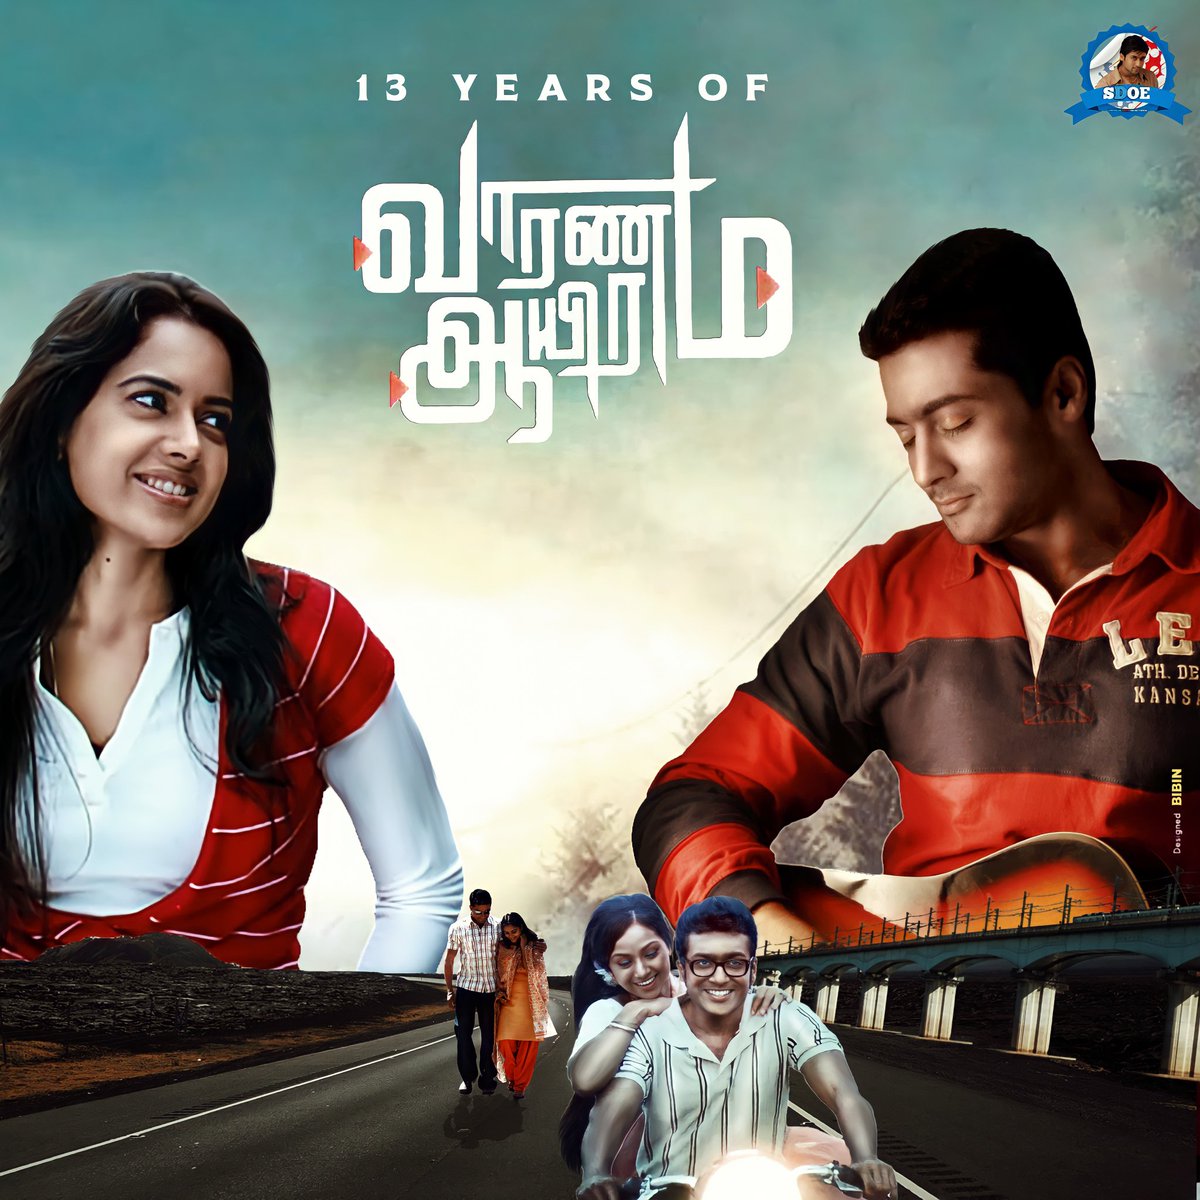 13 YEARS OF
வாரணம்
ஆயிரம்
SDOE
LE
ATH. DE
KANSA
Designed BIBIN